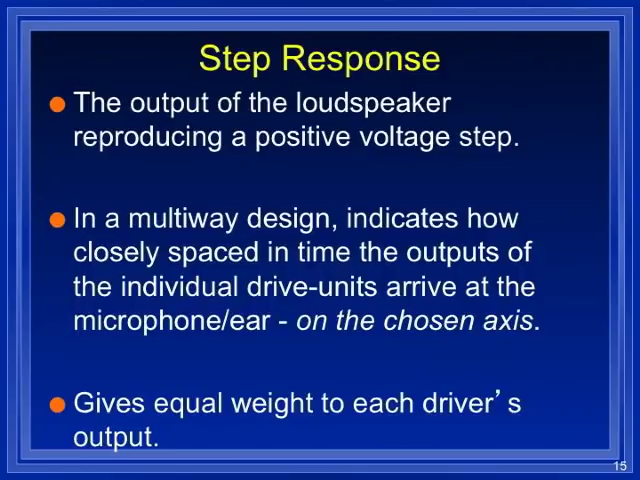 Step Response
The output of the loudspeaker
reproducing a positive voltage step.
In a multiway design, indicates how
closely spaced in time the outputs of
the individual drive-units arrive at the
microphone/ear - on the chosen axis.
Gives equal weight to each driver’s
output.
15